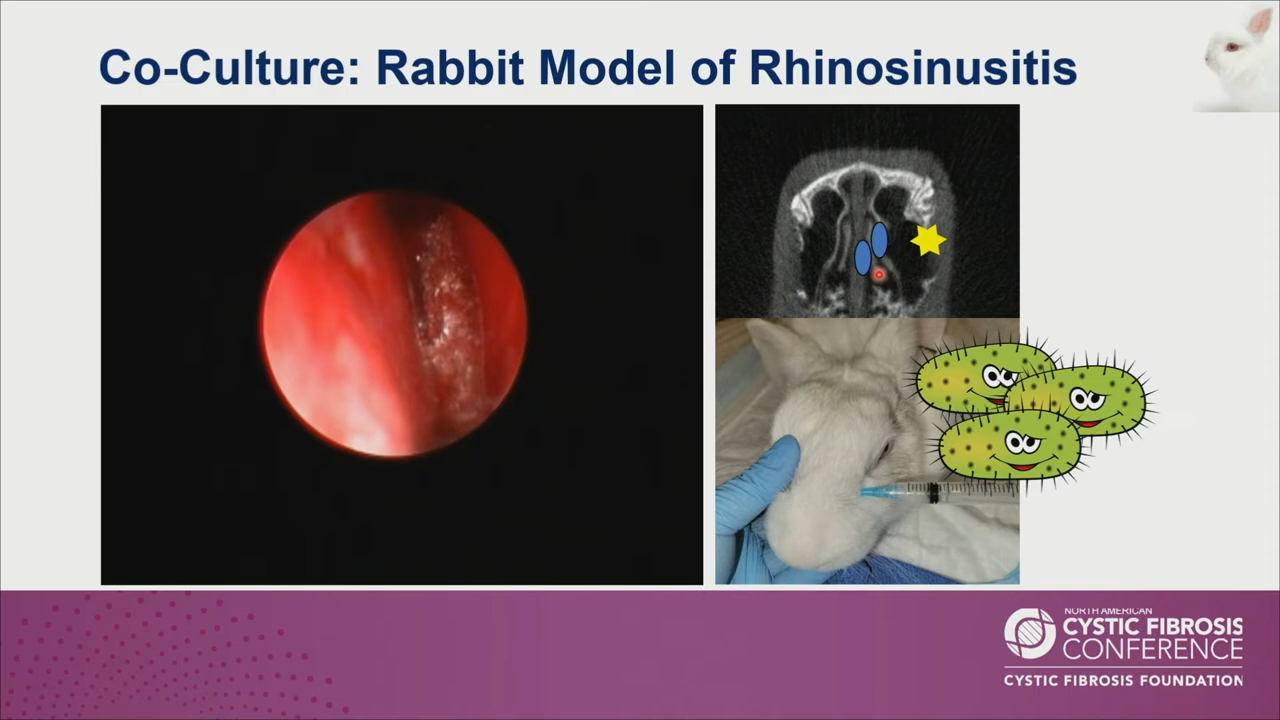 Co-Culture: Rabbit Model of Rhinosinusitis
NORTH AMERICAN
CYSTIC FIBROSIS
CONFERENCE
CYSTIC FIBROSIS FOUNDATION